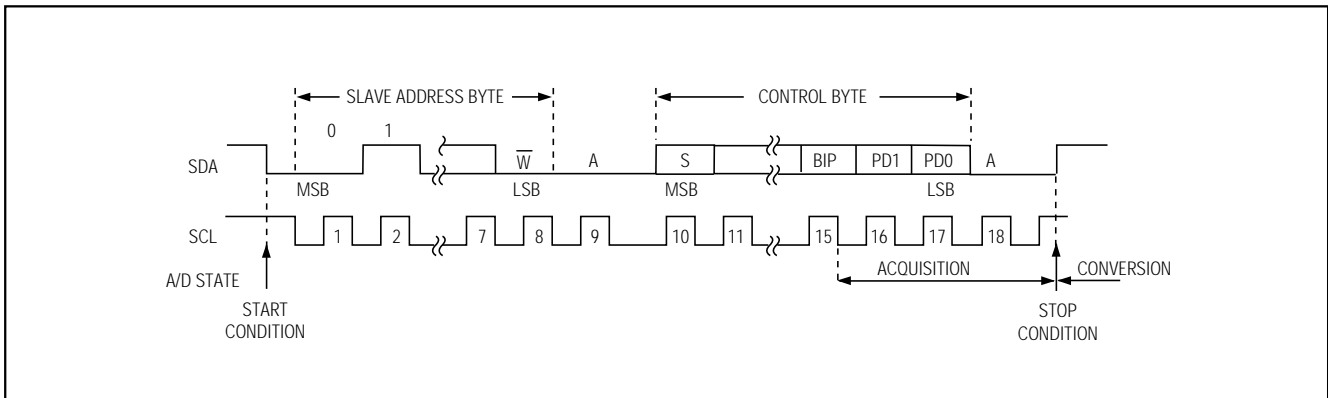 SLAVE ADDRESS BYTE CONTROL BYTE
0 1
SDA W̅ A S BIP PD1 PD0 A
MSB LSB MSB LSB
SCL 1 2 7 8 9 10 11 15 16 17 18
A/D STATE ACQUISITION CONVERSION
START CONDITION STOP CONDITION